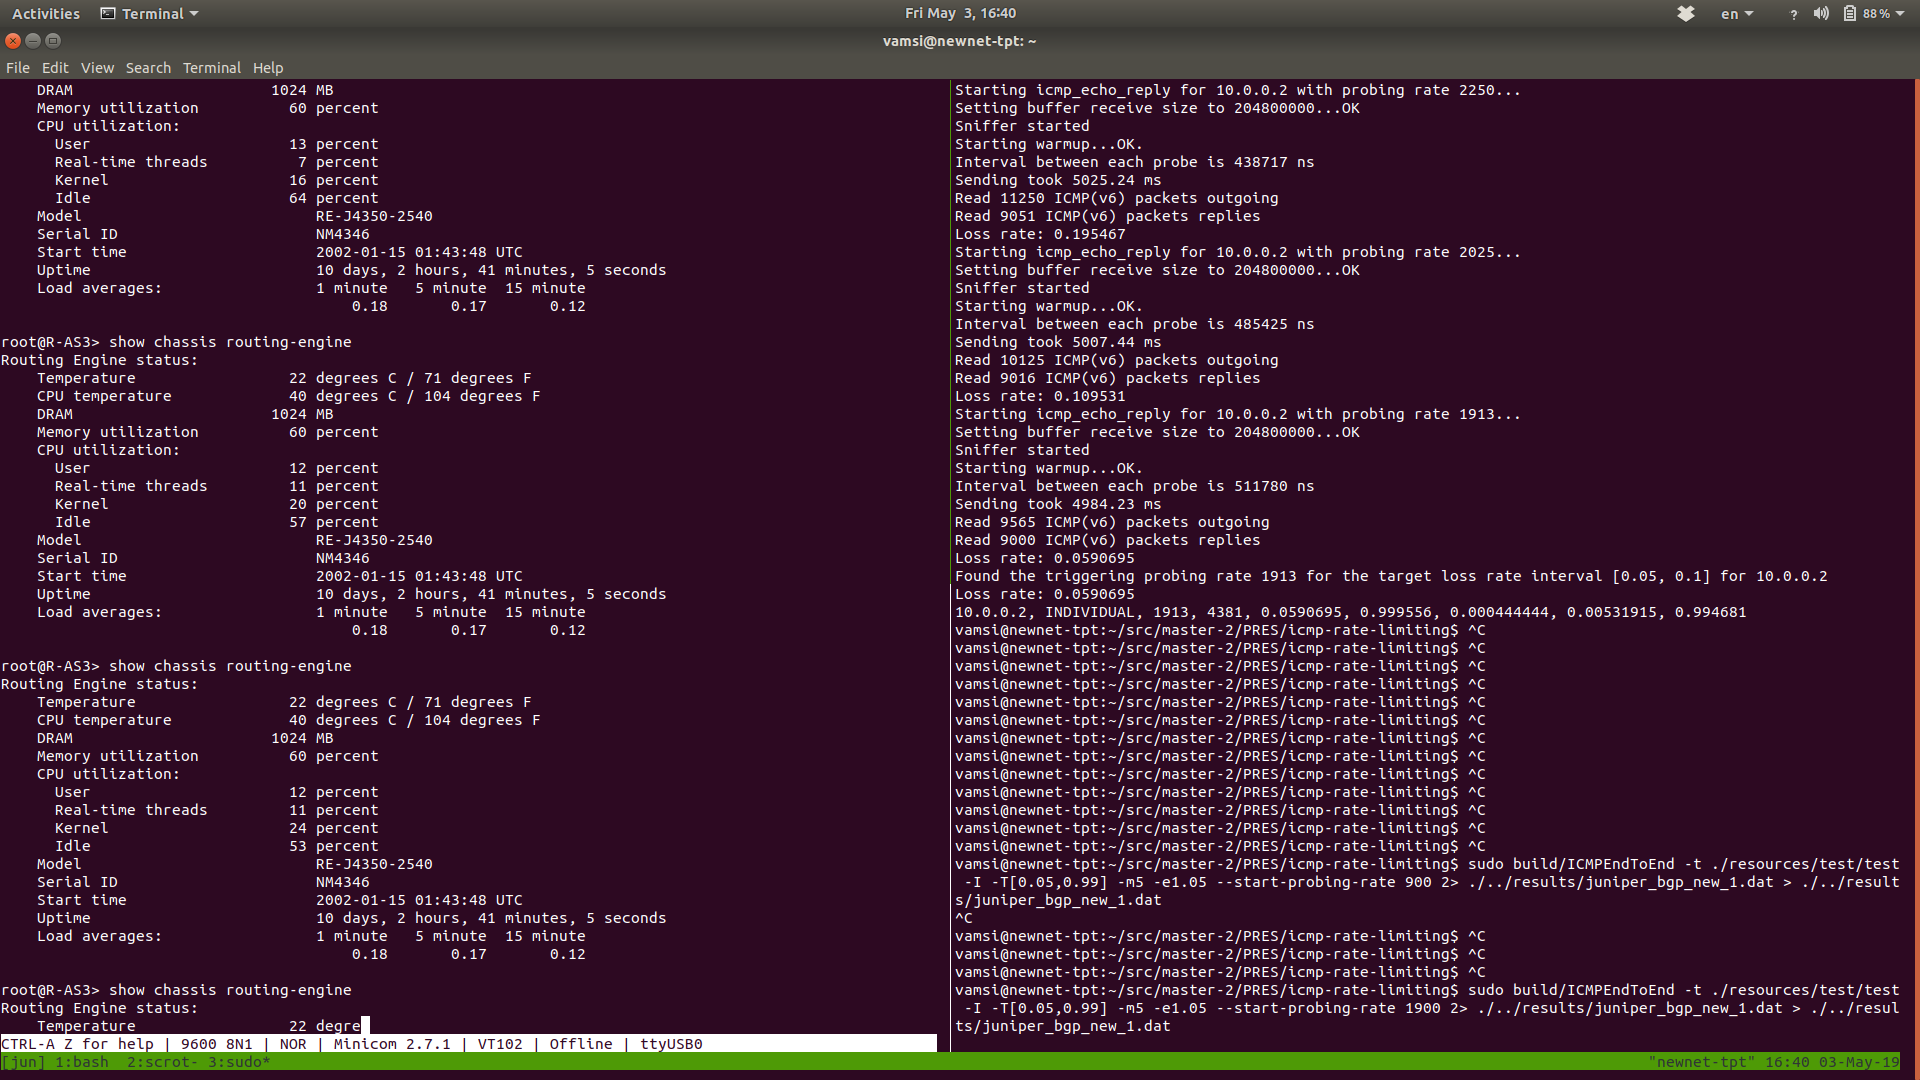 Activities Terminal Fri May 3, 16:40 en ? 88%
vamsi@newnet-tpt: ~
File Edit View Search Terminal Help
DRAM 1024 MB
Memory utilization 60 percent
CPU utilization:
User 13 percent
Real-time threads 7 percent
Kernel 16 percent
Idle 64 percent
Model RE-J4350-2540
Serial ID NM4346
Start time 2002-01-15 01:43:48 UTC
Uptime 10 days, 2 hours, 41 minutes, 5 seconds
Load averages: 1 minute 5 minute 15 minute
0.18 0.17 0.12
root@R-AS3> show chassis routing-engine
Routing Engine status:
Temperature 22 degrees C / 71 degrees F
CPU temperature 40 degrees C / 104 degrees F
DRAM 1024 MB
Memory utilization 60 percent
CPU utilization:
User 12 percent
Real-time threads 11 percent
Kernel 20 percent
Idle 57 percent
Model RE-J4350-2540
Serial ID NM4346
Start time 2002-01-15 01:43:48 UTC
Uptime 10 days, 2 hours, 41 minutes, 5 seconds
Load averages: 1 minute 5 minute 15 minute
0.18 0.17 0.12
root@R-AS3> show chassis routing-engine
Routing Engine status:
Temperature 22 degrees C / 71 degrees F
CPU temperature 40 degrees C / 104 degrees F
DRAM 1024 MB
Memory utilization 60 percent
CPU utilization:
User 12 percent
Real-time threads 11 percent
Kernel 24 percent
Idle 53 percent
Model RE-J4350-2540
Serial ID NM4346
Start time 2002-01-15 01:43:48 UTC
Uptime 10 days, 2 hours, 41 minutes, 5 seconds
Load averages: 1 minute 5 minute 15 minute
0.18 0.17 0.12
root@R-AS3> show chassis routing-engine
Routing Engine status:
Temperature 22 degre
CTRL-A Z for help | 9600 8N1 | NOR | Minicom 2.7.1 | VT102 | Offline | ttyUSB0
Starting icmp_echo_reply for 10.0.0.2 with probing rate 2250...
Setting buffer receive size to 204800000...OK
Sniffer started
Starting warmup...OK.
Interval between each probe is 438717 ns
Sending took 5025.24 ms
Read 11250 ICMP(v6) packets outgoing
Read 9051 ICMP(v6) packets replies
Loss rate: 0.195467
Starting icmp_echo_reply for 10.0.0.2 with probing rate 2025...
Setting buffer receive size to 204800000...OK
Sniffer started
Starting warmup...OK.
Interval between each probe is 485425 ns
Sending took 5007.44 ms
Read 10125 ICMP(v6) packets outgoing
Read 9016 ICMP(v6) packets replies
Loss rate: 0.109531
Starting icmp_echo_reply for 10.0.0.2 with probing rate 1913...
Setting buffer receive size to 204800000...OK
Sniffer started
Starting warmup...OK.
Interval between each probe is 511780 ns
Sending took 4984.23 ms
Read 9565 ICMP(v6) packets outgoing
Read 9000 ICMP(v6) packets replies
Loss rate: 0.0590695
Found the triggering probing rate 1913 for the target loss rate interval [0.05, 0.1] for 10.0.0.2
Loss rate: 0.0590695
10.0.0.2, INDIVIDUAL, 1913, 4381, 0.0590695, 0.999556, 0.000444444, 0.00531915, 0.994681
vamsi@newnet-tpt:~/src/master-2/PRES/icmp-rate-limiting$ ^C
vamsi@newnet-tpt:~/src/master-2/PRES/icmp-rate-limiting$ ^C
vamsi@newnet-tpt:~/src/master-2/PRES/icmp-rate-limiting$ ^C
vamsi@newnet-tpt:~/src/master-2/PRES/icmp-rate-limiting$ ^C
vamsi@newnet-tpt:~/src/master-2/PRES/icmp-rate-limiting$ ^C
vamsi@newnet-tpt:~/src/master-2/PRES/icmp-rate-limiting$ ^C
vamsi@newnet-tpt:~/src/master-2/PRES/icmp-rate-limiting$ ^C
vamsi@newnet-tpt:~/src/master-2/PRES/icmp-rate-limiting$ ^C
vamsi@newnet-tpt:~/src/master-2/PRES/icmp-rate-limiting$ ^C
vamsi@newnet-tpt:~/src/master-2/PRES/icmp-rate-limiting$ ^C
vamsi@newnet-tpt:~/src/master-2/PRES/icmp-rate-limiting$ ^C
vamsi@newnet-tpt:~/src/master-2/PRES/icmp-rate-limiting$ ^C
vamsi@newnet-tpt:~/src/master-2/PRES/icmp-rate-limiting$ ^C
vamsi@newnet-tpt:~/src/master-2/PRES/icmp-rate-limiting$ sudo build/ICMPEndToEnd -t ./resources/test/test
-I -T[0.05,0.99] -m5 -e1.05 --start-probing-rate 900 2> ./../results/juniper_bgp_new_1.dat > ./../result
s/juniper_bgp_new_1.dat
^C
vamsi@newnet-tpt:~/src/master-2/PRES/icmp-rate-limiting$ ^C
vamsi@newnet-tpt:~/src/master-2/PRES/icmp-rate-limiting$ ^C
vamsi@newnet-tpt:~/src/master-2/PRES/icmp-rate-limiting$ ^C
vamsi@newnet-tpt:~/src/master-2/PRES/icmp-rate-limiting$ sudo build/ICMPEndToEnd -t ./resources/test/test
-I -T[0.05,0.99] -m5 -e1.05 --start-probing-rate 1900 2> ./../results/juniper_bgp_new_1.dat > ./../resul
ts/juniper_bgp_new_1.dat
[jun] 1:bash 2:scrot- 3:sudo* "newnet-tpt" 16:40 03-May-19